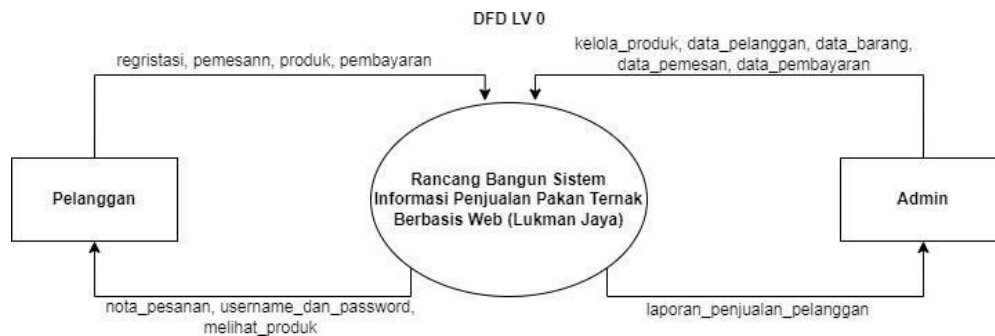 DFD LV 0
regristasi, pemesann, produk, pembayaran
kelola_produk, data_pelanggan, data_barang,
data_pemesan, data_pembayaran
Pelanggan
Rancang Bangun Sistem
Informasi Penjualan Pakan Ternak
Berbasis Web (Lukman Jaya)
Admin
nota_pesanan, username_dan_password,
melihat_produk
laporan_penjualan_pelanggan